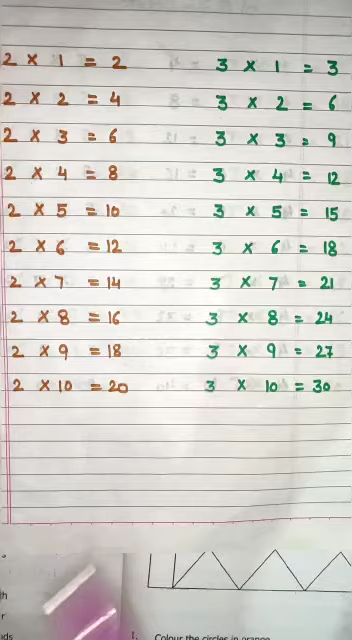 2 × 1 = 2 3 × 1 = 3
2 × 2 = 4 3 × 2 = 6
2 × 3 = 6 3 × 3 = 9
2 × 4 = 8 3 × 4 = 12
2 × 5 = 10 3 × 5 = 15
2 × 6 = 12 3 × 6 = 18
2 × 7 = 14 3 × 7 = 21
2 × 8 = 16 3 × 8 = 24
2 × 9 = 18 3 × 9 = 27
2 × 10 = 20 3 × 10 = 30
1. Colour the circles in orange